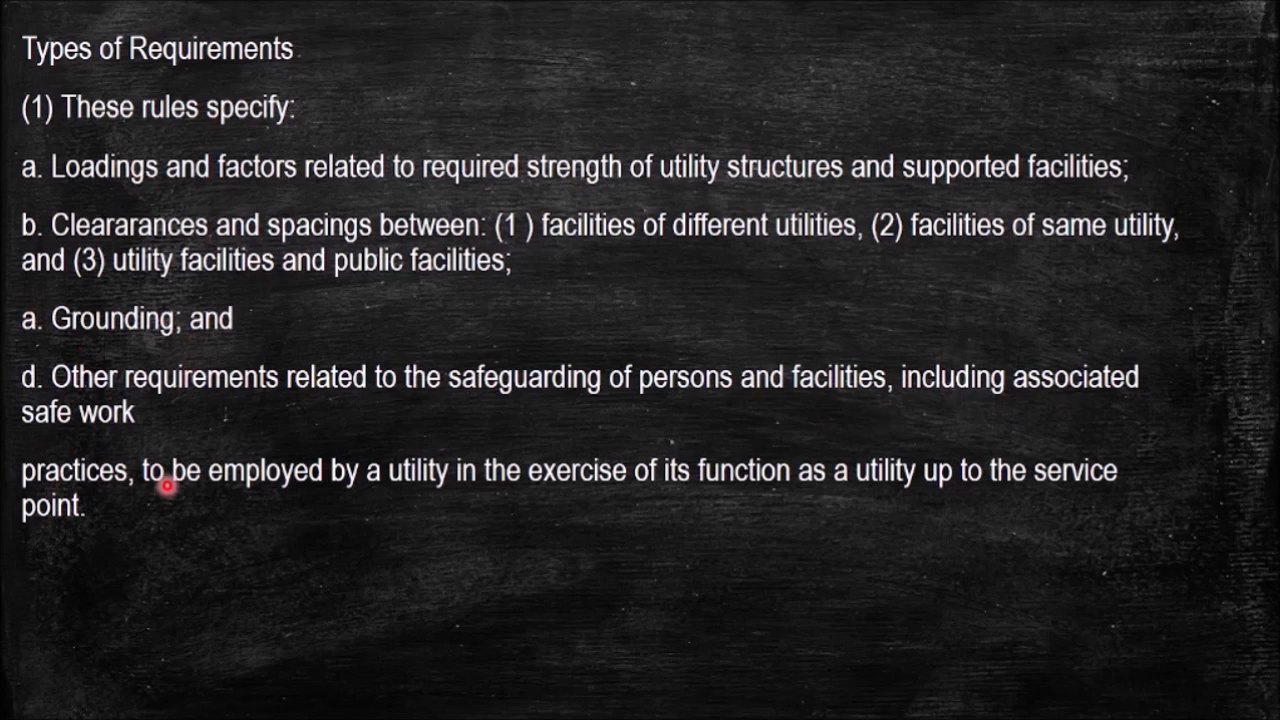 Types of Requirements
(1) These rules specify:
a. Loadings and factors related to required strength of utility structures and supported facilities;
b. Cleararances and spacings between: (1 ) facilities of different utilities, (2) facilities of same utility,
and (3) utility facilities and public facilities;
a. Grounding; and
d. Other requirements related to the safeguarding of persons and facilities, including associated
safe work
practices, to be employed by a utility in the exercise of its function as a utility up to the service
point.